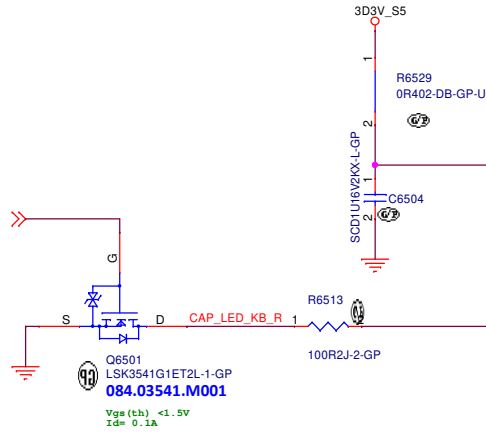 3D3V_S5
1
R6529
0R402-DB-GP-U
2
G/P
1
C6504
SCD1U16V2KX-L-GP
2
G/P
G
S
D
CAP_LED_KB_R
1
R6513
2
100R2J-2-GP
Q6501
LSK3541G1ET2L-1-GP
084.03541.M001
Vgs(th) <1.5V
Id= 0.1A